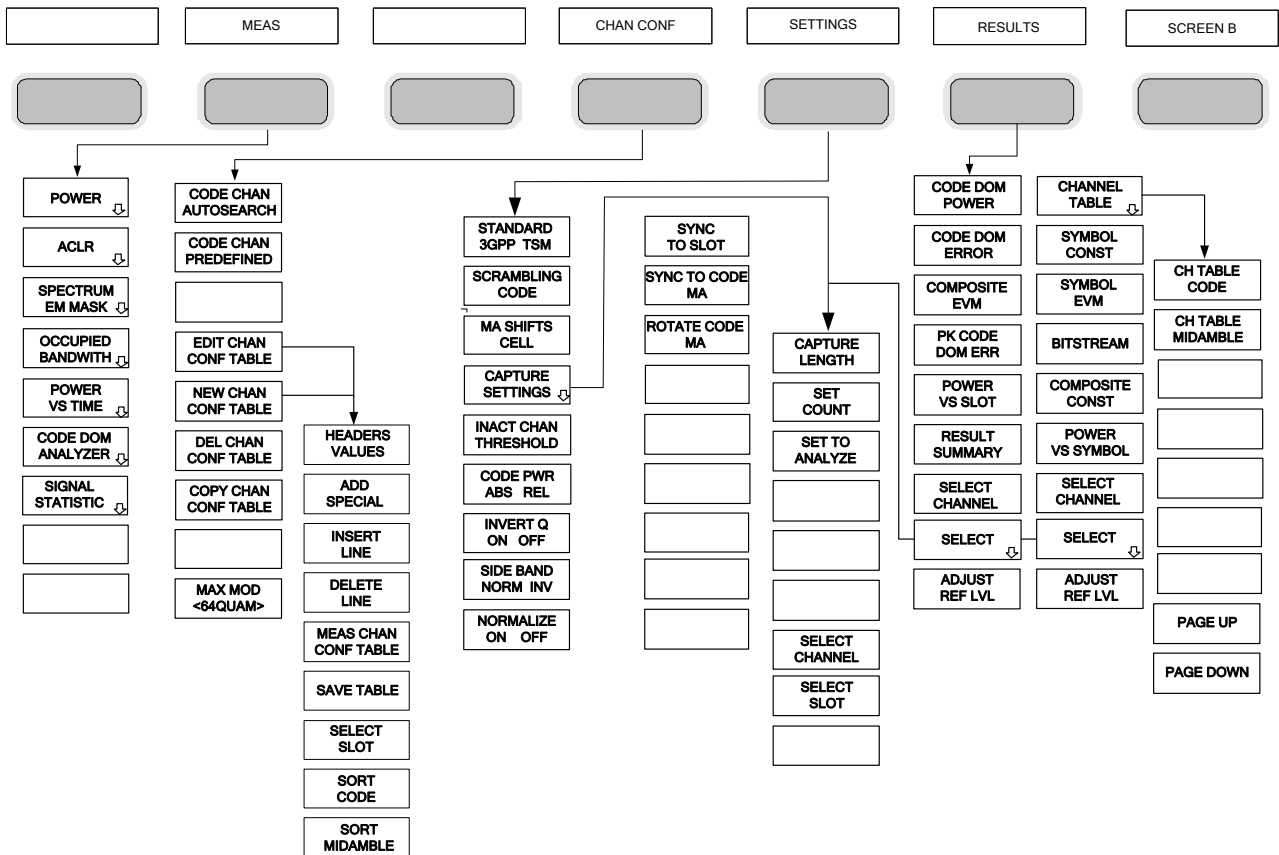 MEAS
CHAN CONF
SETTINGS
RESULTS
SCREEN B
POWER
ACLR
SPECTRUM
EM MASK
OCCUPIED
BANDWITH
POWER
VS TIME
CODE DOM
ANALYZER
SIGNAL
STATISTIC
CODE CHAN
AUTOSEARCH
CODE CHAN
PREDEFINED
EDIT CHAN
CONF TABLE
NEW CHAN
CONF TABLE
DEL CHAN
CONF TABLE
COPY CHAN
CONF TABLE
MAX MOD
<64QUAM>
HEADERS
VALUES
ADD
SPECIAL
INSERT
LINE
DELETE
LINE
MEAS CHAN
CONF TABLE
SAVE TABLE
SELECT
SLOT
SORT
CODE
SORT
MIDAMBLE
STANDARD
3GPP TSM
SCRAMBLING
CODE
MA SHIFTS
CELL
CAPTURE
SETTINGS
INACT CHAN
THRESHOLD
CODE PWR
ABS REL
INVERT Q
ON OFF
SIDE BAND
NORM INV
NORMALIZE
ON OFF
SYNC
TO SLOT
SYNC TO CODE
MA
ROTATE CODE
MA
CAPTURE
LENGTH
SET
COUNT
SET TO
ANALYZE
SELECT
CHANNEL
SELECT
SLOT
CODE DOM
POWER
CODE DOM
ERROR
COMPOSITE
EVM
PK CODE
DOM ERR
POWER
VS SLOT
RESULT
SUMMARY
SELECT
CHANNEL
SELECT
ADJUST
REF LVL
CHANNEL
TABLE
SYMBOL
CONST
SYMBOL
EVM
BITSTREAM
COMPOSITE
CONST
POWER
VS SYMBOL
SELECT
CHANNEL
SELECT
ADJUST
REF LVL
CH TABLE
CODE
CH TABLE
MIDAMBLE
PAGE UP
PAGE DOWN